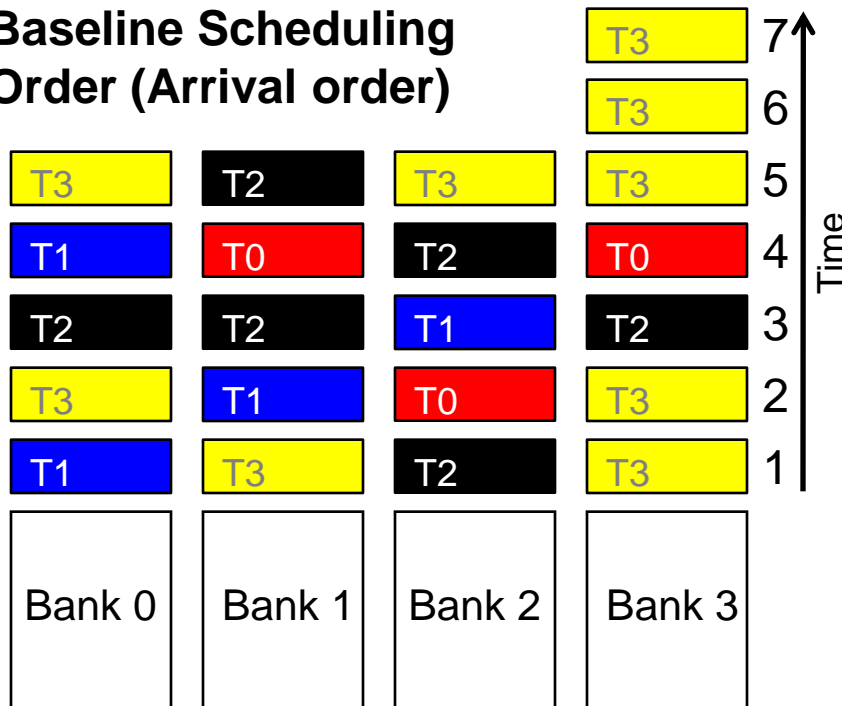 Baseline Scheduling
Order (Arrival order)
T3 7
T3 6
T3 T2 T3 T3 5
T1 T0 T2 T0 4
T2 T2 T1 T2 3
T3 T1 T0 T3 2
T1 T3 T2 T3 1
Time
Bank 0 Bank 1 Bank 2 Bank 3